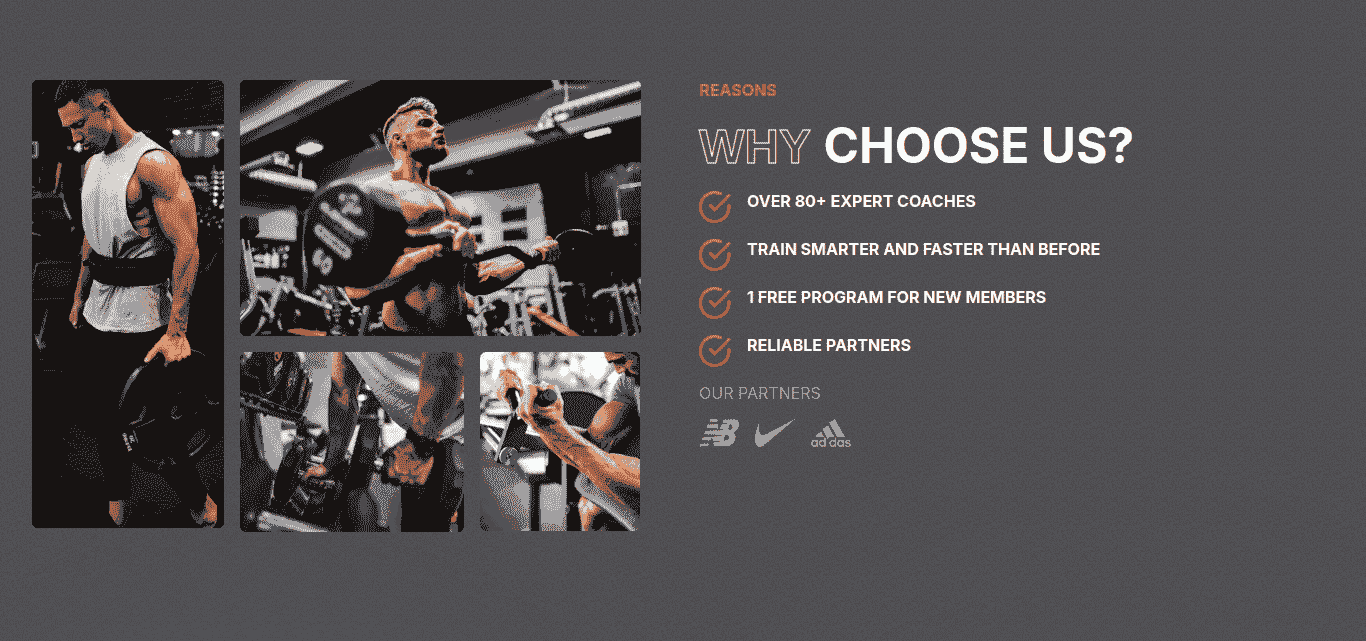 REASONS
WHY CHOOSE US?
OVER 80+ EXPERT COACHES
TRAIN SMARTER AND FASTER THAN BEFORE
1 FREE PROGRAM FOR NEW MEMBERS
RELIABLE PARTNERS
OUR PARTNERS
NB adidas